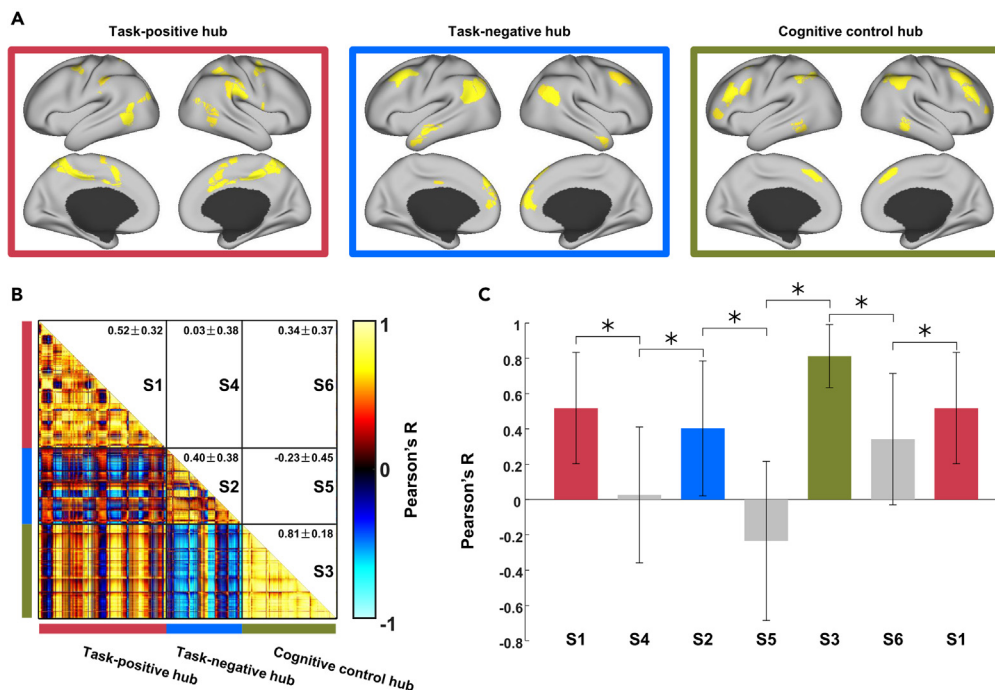 A
Task-positive hub
Task-negative hub
Cognitive control hub
B
0.52±0.32
0.03±0.38
0.34±0.37
S1
S4
S6
0.40±0.38
-0.23±0.45
S2
S5
0.81±0.18
S3
Task-positive hub
Task-negative hub
Cognitive control hub
1
0
-1
Pearson's R
C
Pearson's R
1
0.8
0.6
0.4
0.2
0
-0.2
-0.4
-0.6
-0.8
* * * * * *
S1 S4 S2 S5 S3 S6 S1